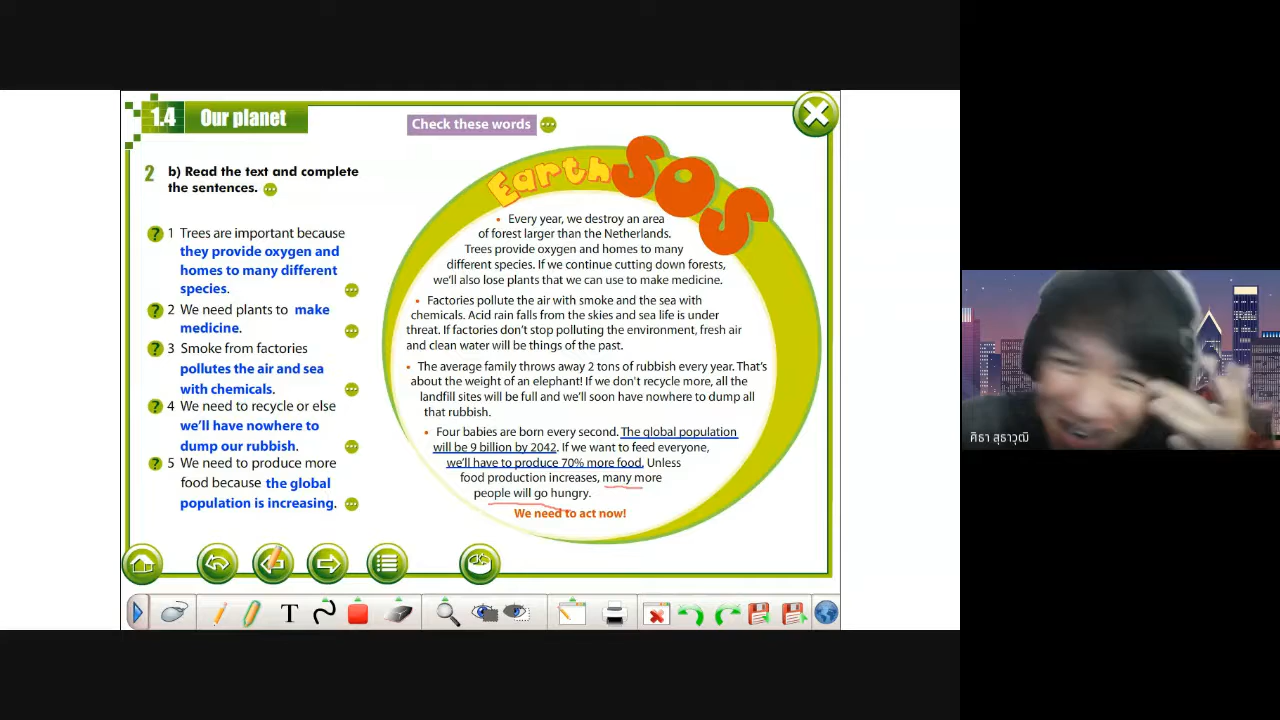 1.4 Our planet
Check these words
2 b) Read the text and complete
the sentences.
? 1 Trees are important because
they provide oxygen and
homes to many different
species.
? 2 We need plants to make
medicine.
? 3 Smoke from factories
pollutes the air and sea
with chemicals.
? 4 We need to recycle or else
we'll have nowhere to
dump our rubbish.
? 5 We need to produce more
food because the global
population is increasing.
Earth SOS
• Every year, we destroy an area
of forest larger than the Netherlands.
Trees provide oxygen and homes to many
different species. If we continue cutting down forests,
we'll also lose plants that we can use to make medicine.
• Factories pollute the air with smoke and the sea with
chemicals. Acid rain falls from the skies and sea life is under
threat. If factories don't stop polluting the environment, fresh air
and clean water will be things of the past.
• The average family throws away 2 tons of rubbish every year. That's
about the weight of an elephant! If we don't recycle more, all the
landfill sites will be full and we'll soon have nowhere to dump all
that rubbish.
• Four babies are born every second. The global population
will be 9 billion by 2042. If we want to feed everyone,
we'll have to produce 70% more food. Unless
food production increases, many more
people will go hungry.
We need to act now!
T
ศิธา สุธาวุฒิ